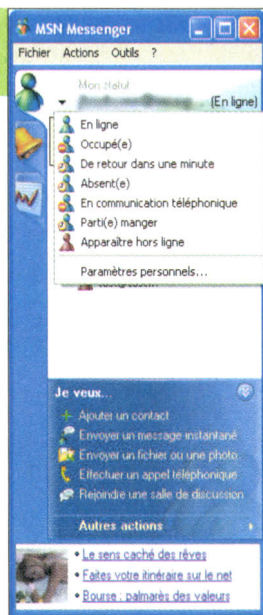 MSN Messenger
Fichier Actions Outils ?
Mon statut
(En ligne)
En ligne
Occupé(e)
De retour dans une minute
Absent(e)
En communication téléphonique
Parti(e) manger
Apparaître hors ligne
Paramètres personnels...
Je veux...
Ajouter un contact
Envoyer un message instantané
Envoyer un fichier ou une photo
Effectuer un appel téléphonique
Rejoindre une salle de discussion
Autres actions
• Le sens caché des rêves
• Faites votre itinéraire sur le net
• Bourse : palmarès des valeurs